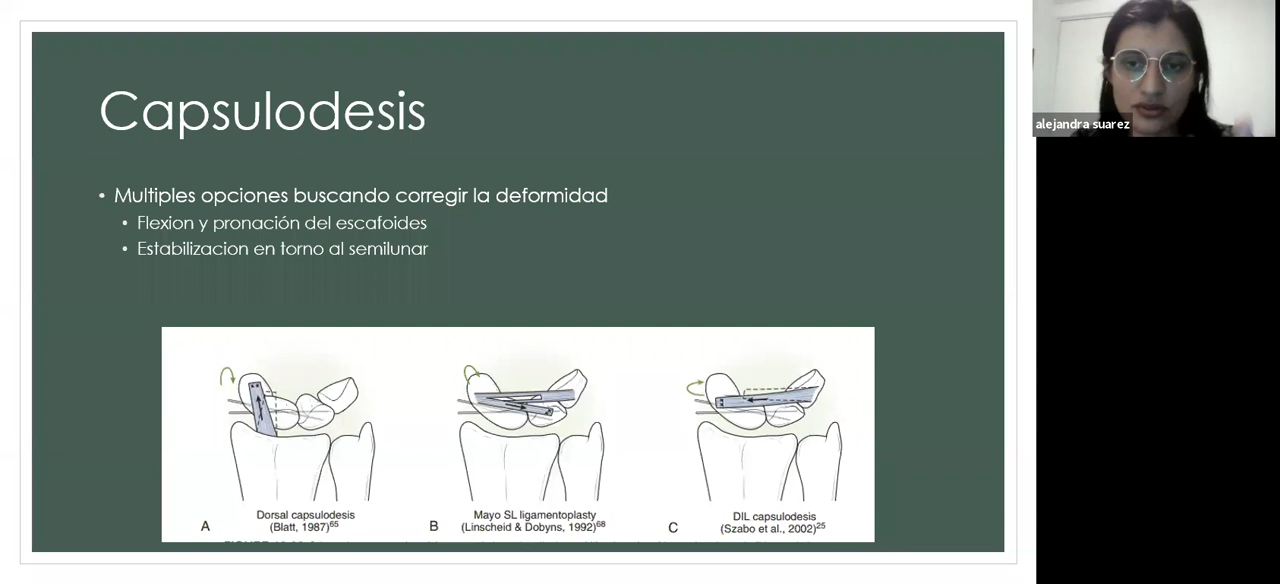 Capsulodesis
• Multiples opciones buscando corregir la deformidad
• Flexion y pronación del escafoides
• Estabilizacion en torno al semilunar
A
Dorsal capsulodesis
(Blatt, 1987)65
B
Mayo SL ligamentoplasty
(Linscheid & Dobyns, 1992)68
C
DIL capsulodesis
(Szabo et al., 2002)25
alejandra suarez